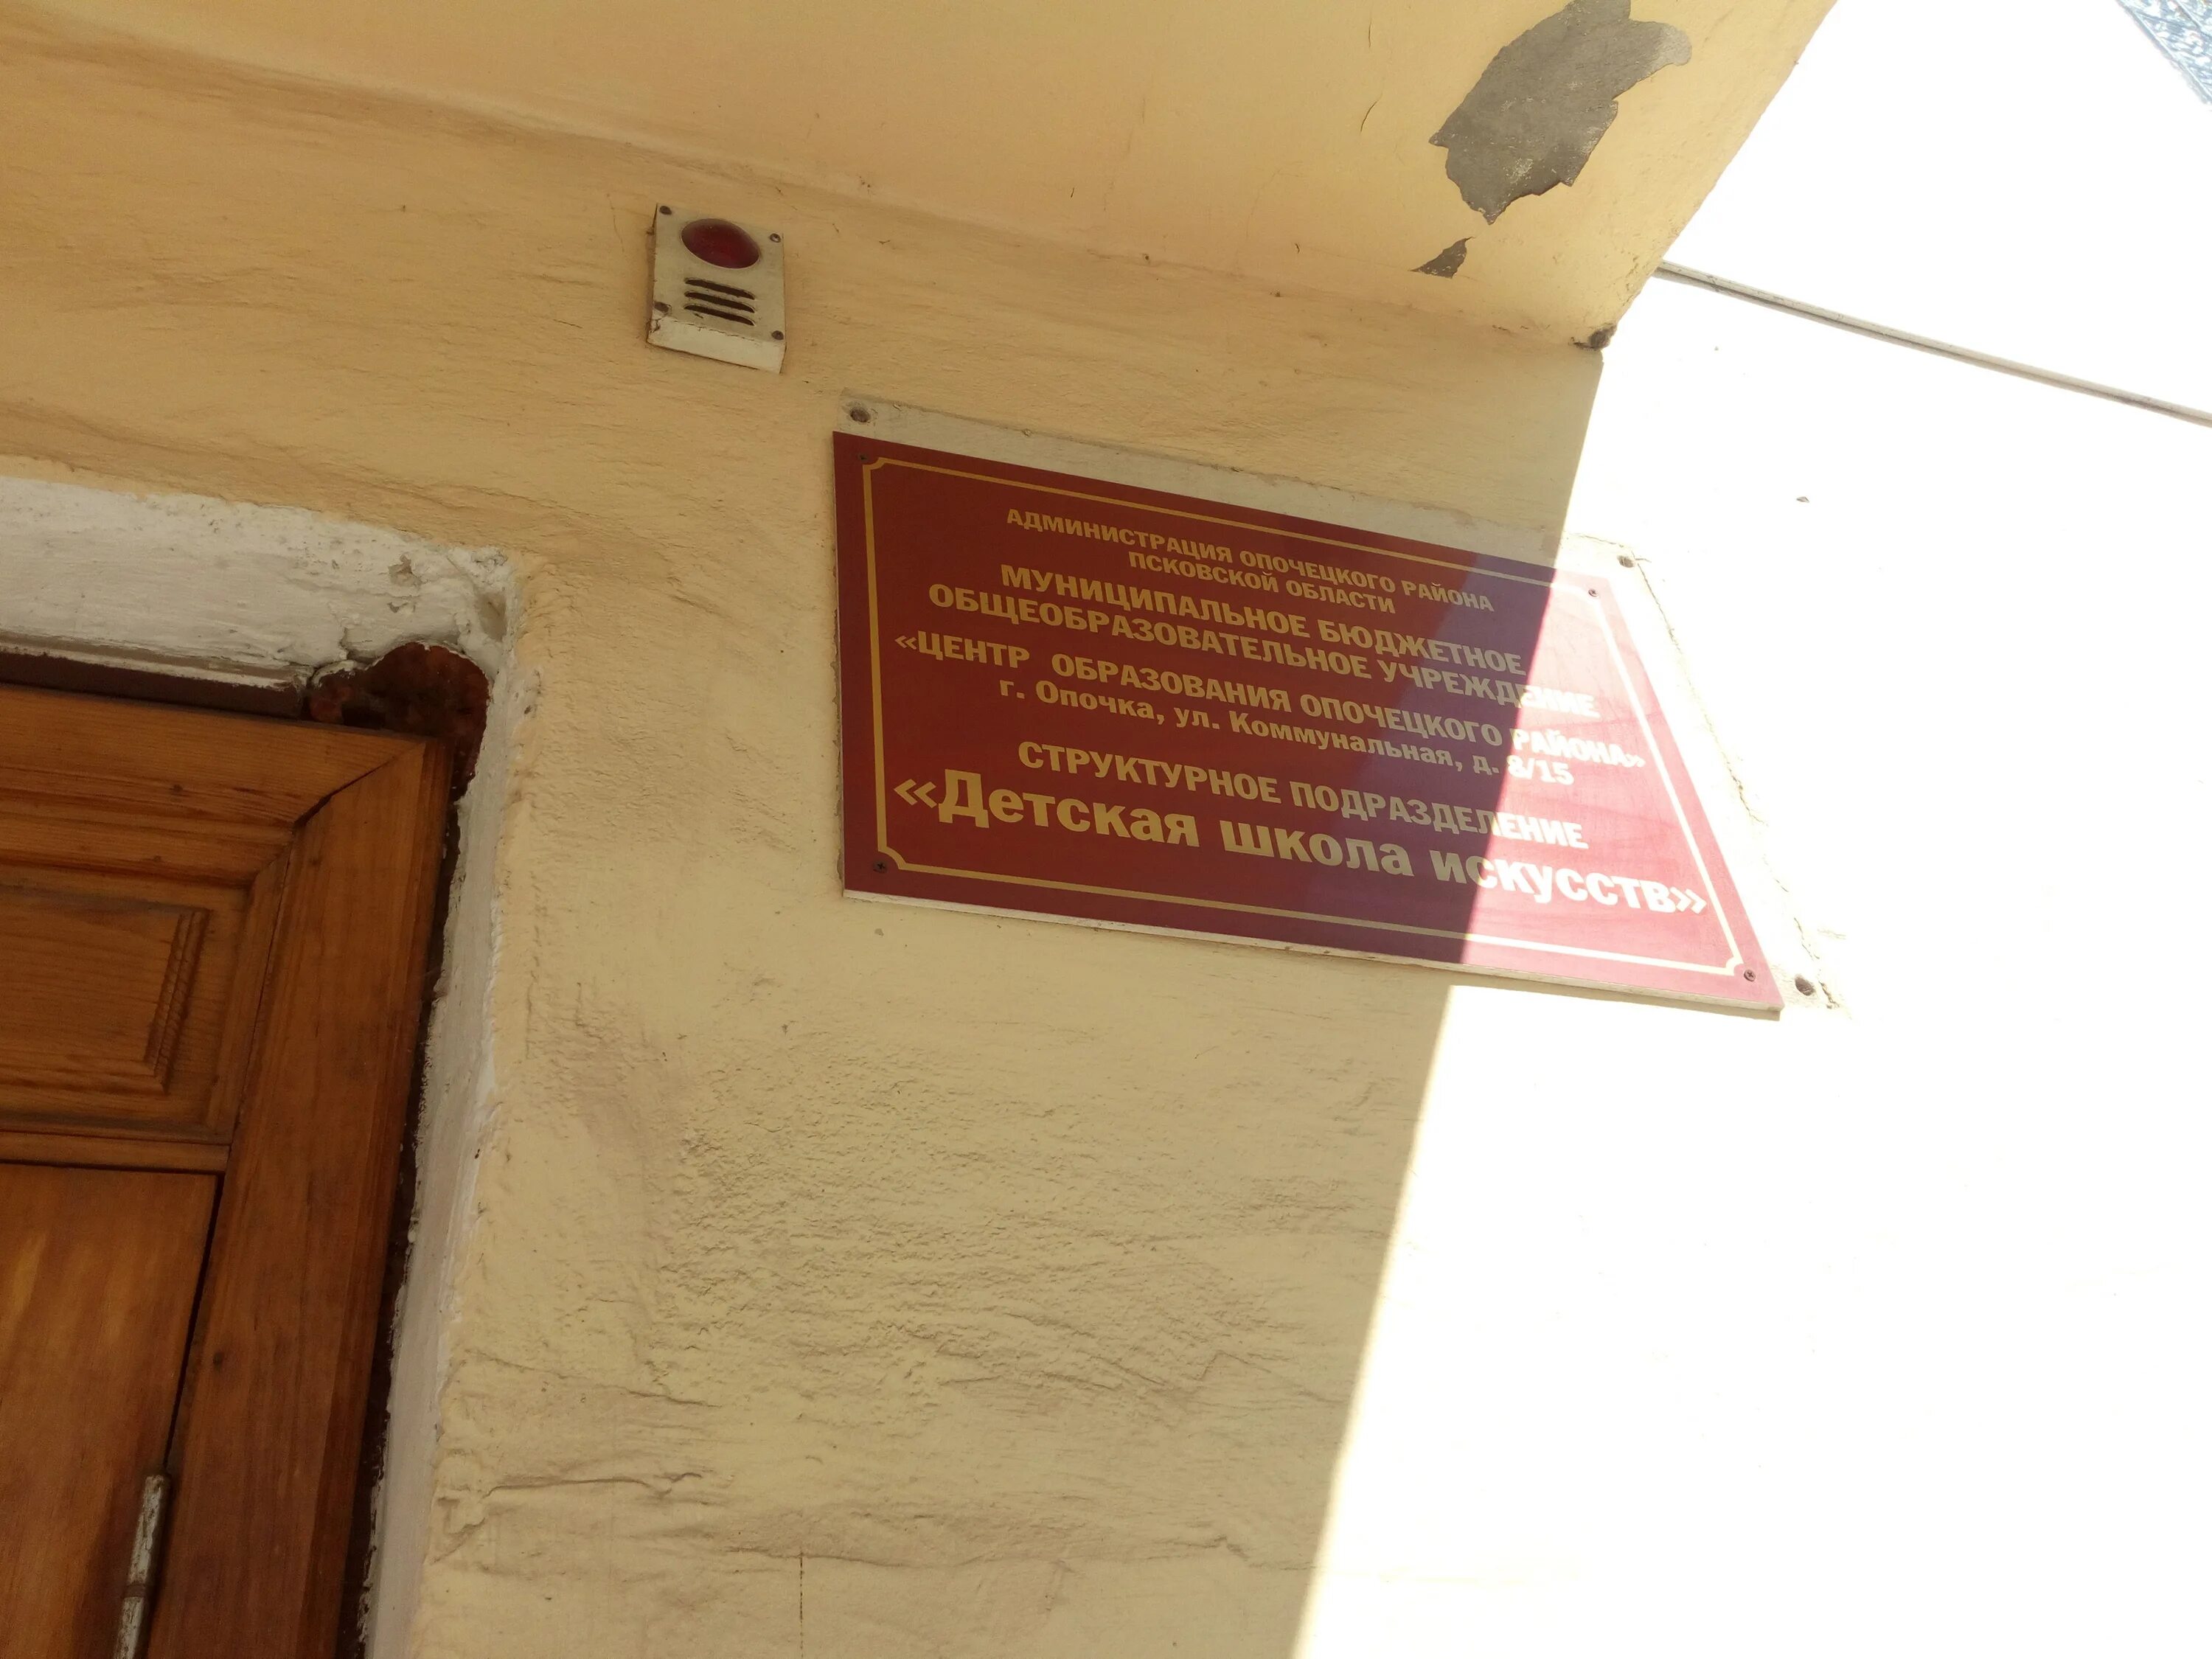 АДМИНИСТРАЦИЯ ОПОЧЕЦКОГО РАЙОНА
ПСКОВСКОЙ ОБЛАСТИ
МУНИЦИПАЛЬНОЕ БЮДЖЕТНОЕ
ОБЩЕОБРАЗОВАТЕЛЬНОЕ УЧРЕЖДЕНИЕ
«ЦЕНТР ОБРАЗОВАНИЯ ОПОЧЕЦКОГО РАЙОНА»
г. Опочка, ул. Коммунальная, д. 8/15
СТРУКТУРНОЕ ПОДРАЗДЕЛЕНИЕ
«Детская школа искусств»